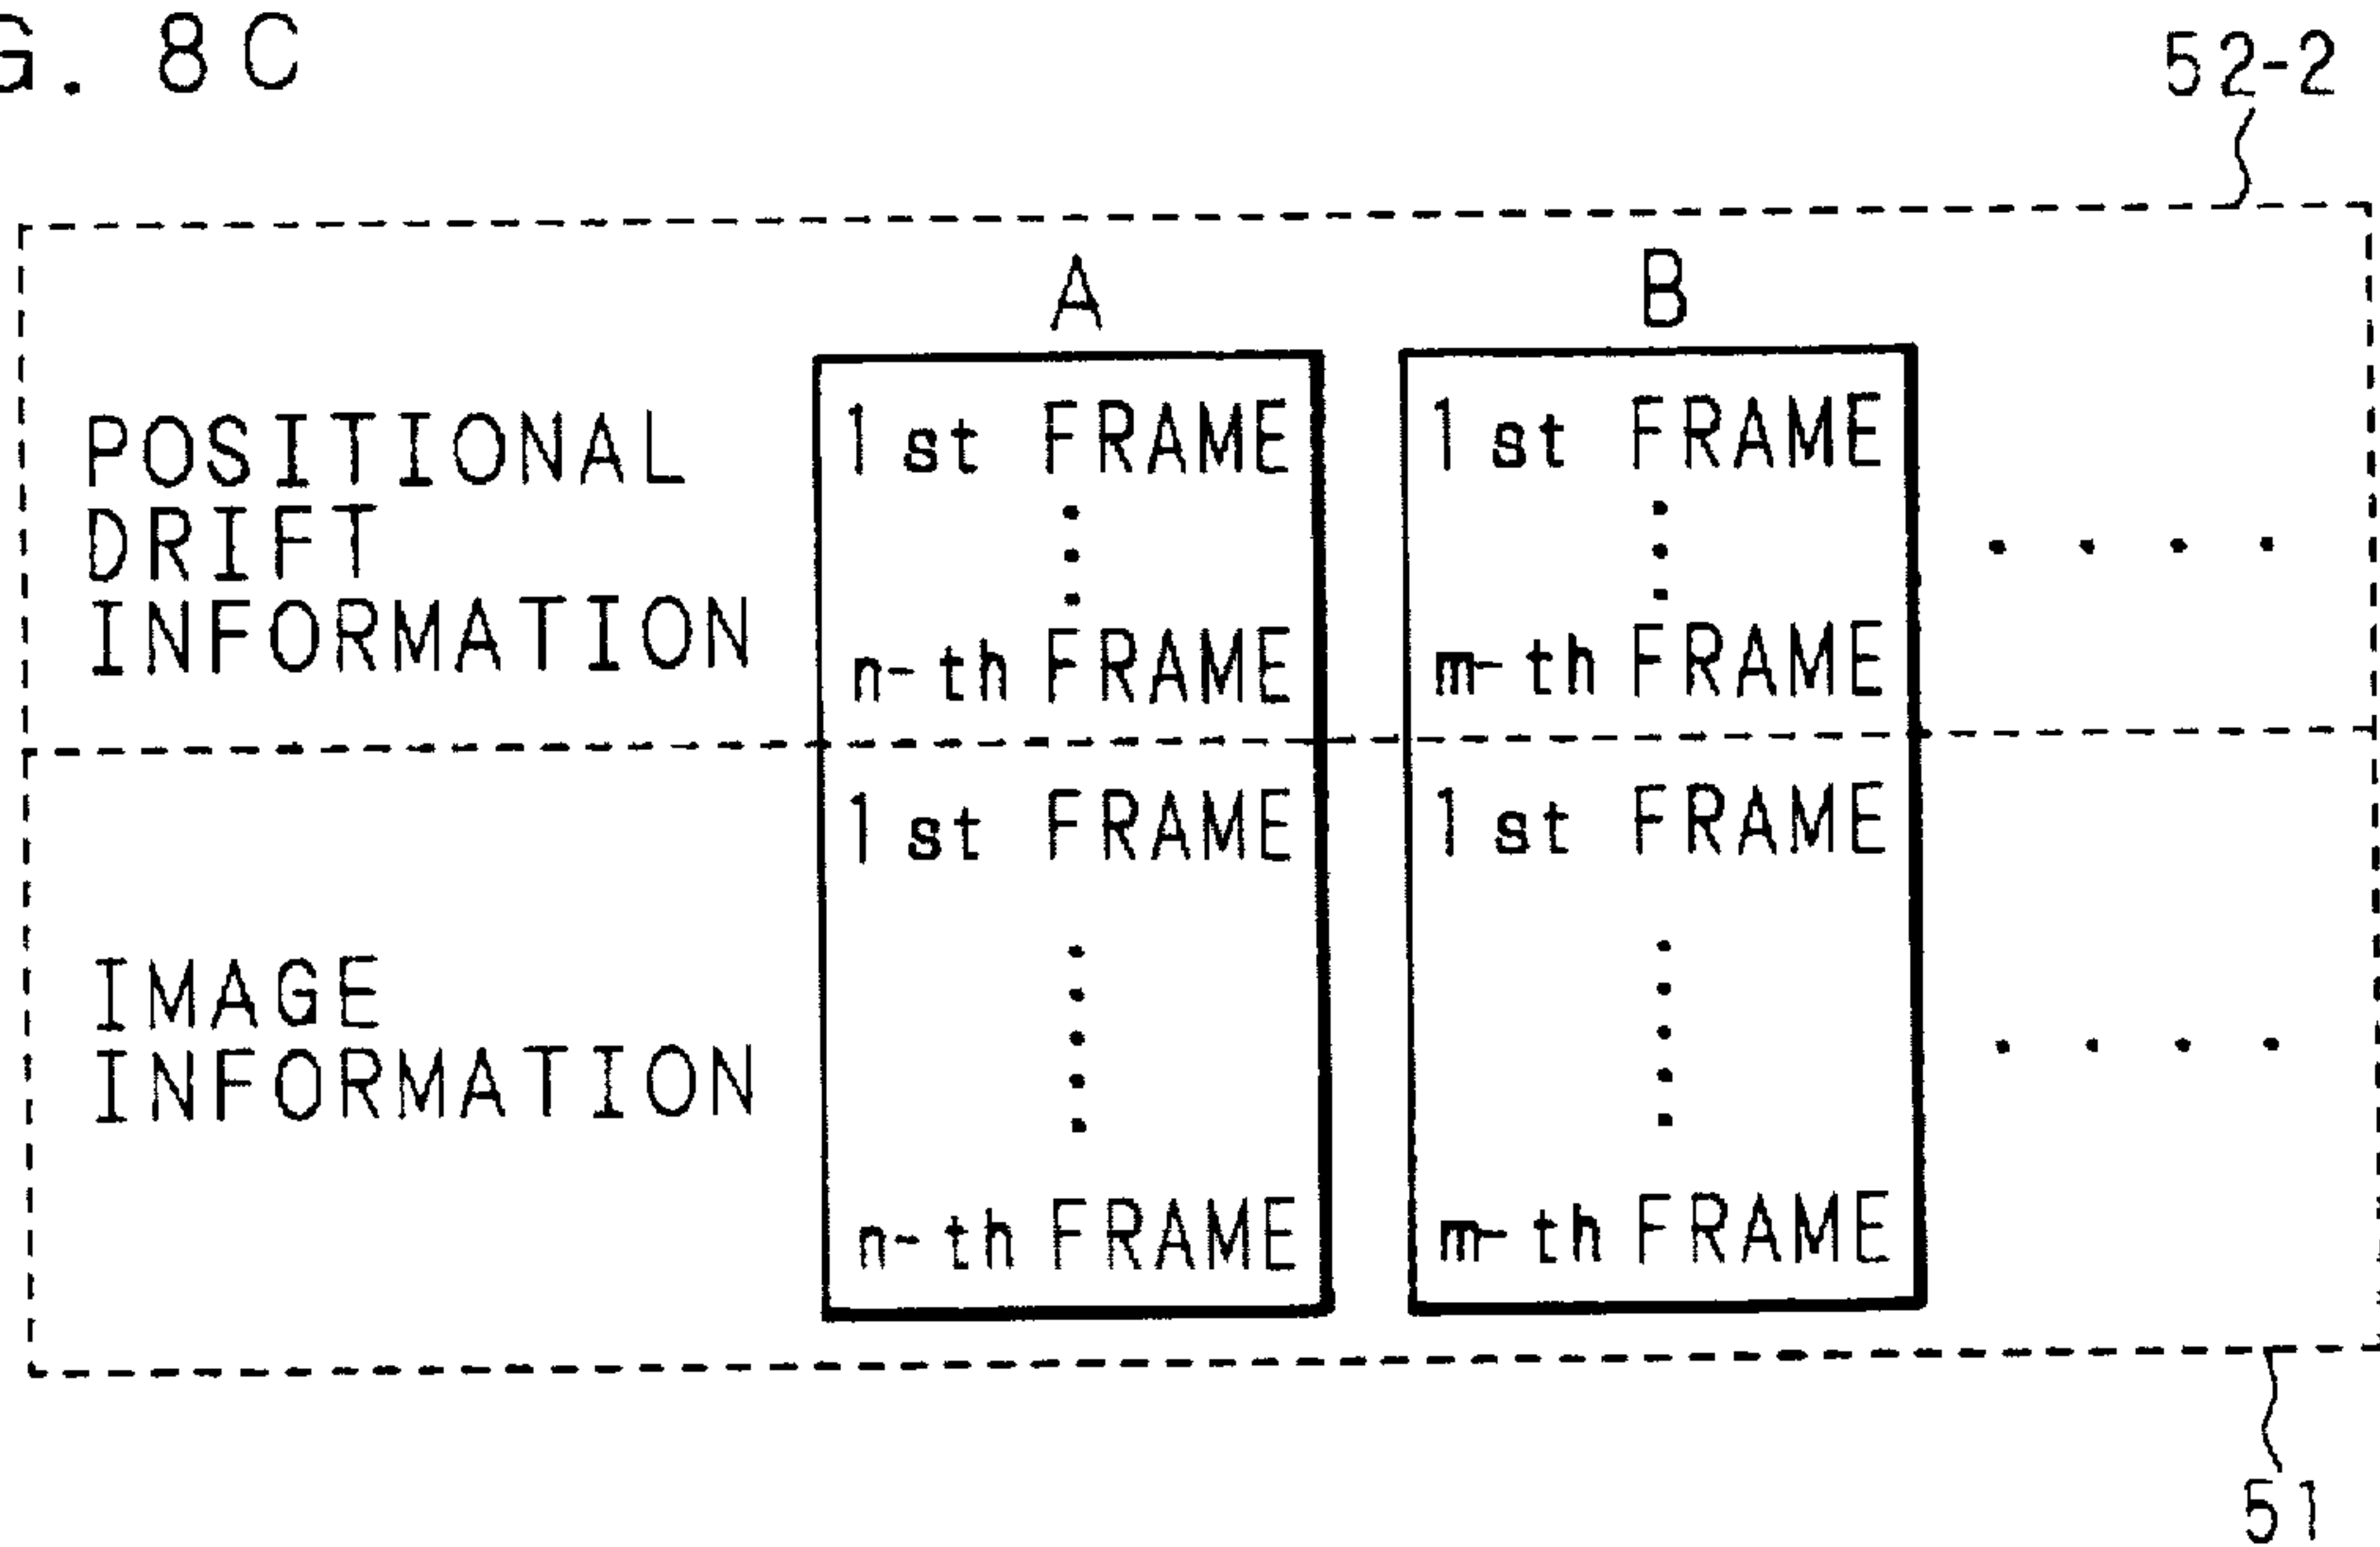 G. 8C
52-2
A B
POSITIONAL
DRIFT
INFORMATION
1st FRAME
n-th FRAME
1st FRAME
m-th FRAME
IMAGE
INFORMATION
1st FRAME
n-th FRAME
1st FRAME
m-th FRAME
51